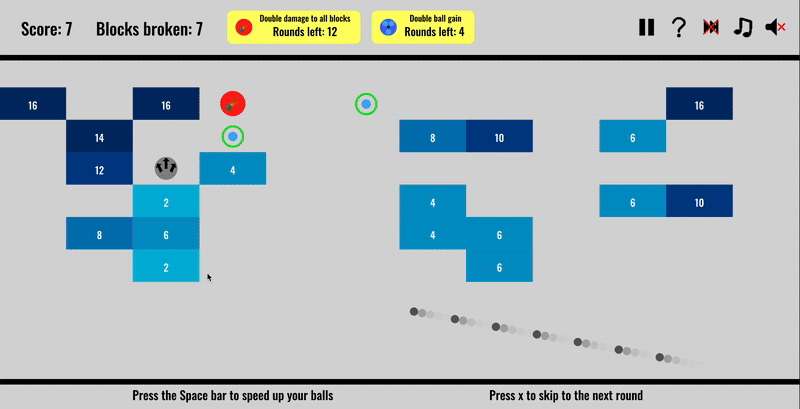 Score: 7 Blocks broken: 7
Double damage to all blocks
Rounds left: 12
Double ball gain
Rounds left: 4
?
16 16 16
14 8 10 6
12 4
2 4 6 10
8 6 4 6
2 6
Press the Space bar to speed up your balls Press x to skip to the next round